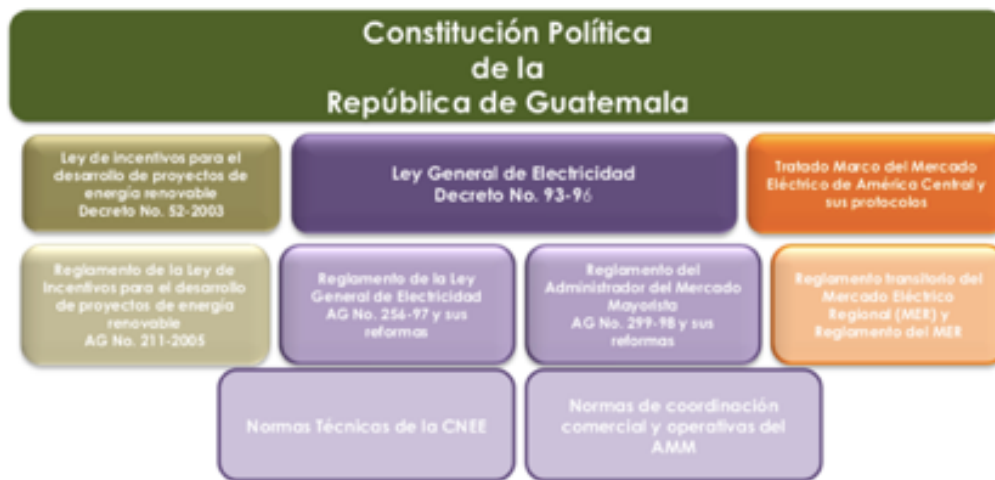 Constitución Política
de la
República de Guatemala
Ley de incentivos para el
desarrollo de proyectos de
energía renovable
Decreto No. 52-2003
Ley General de Electricidad
Decreto No. 93-96
Tratado Marco del Mercado
Eléctrico de América Central y
sus protocolos
Reglamento de la Ley de
Incentivos para el desarrollo
de proyectos de energía
renovable
AG No. 211-2005
Reglamento de la Ley
General de Electricidad
AG No. 256-97 y sus
reformas
Reglamento del
Administrador del Mercado
Mayorista
AG No. 299-98 y sus
reformas
Reglamento transitorio del
Mercado Eléctrico
Regional (MER) y
Reglamento del MER
Normas Técnicas de la CNEE
Normas de coordinación
comercial y operativas del
AMM